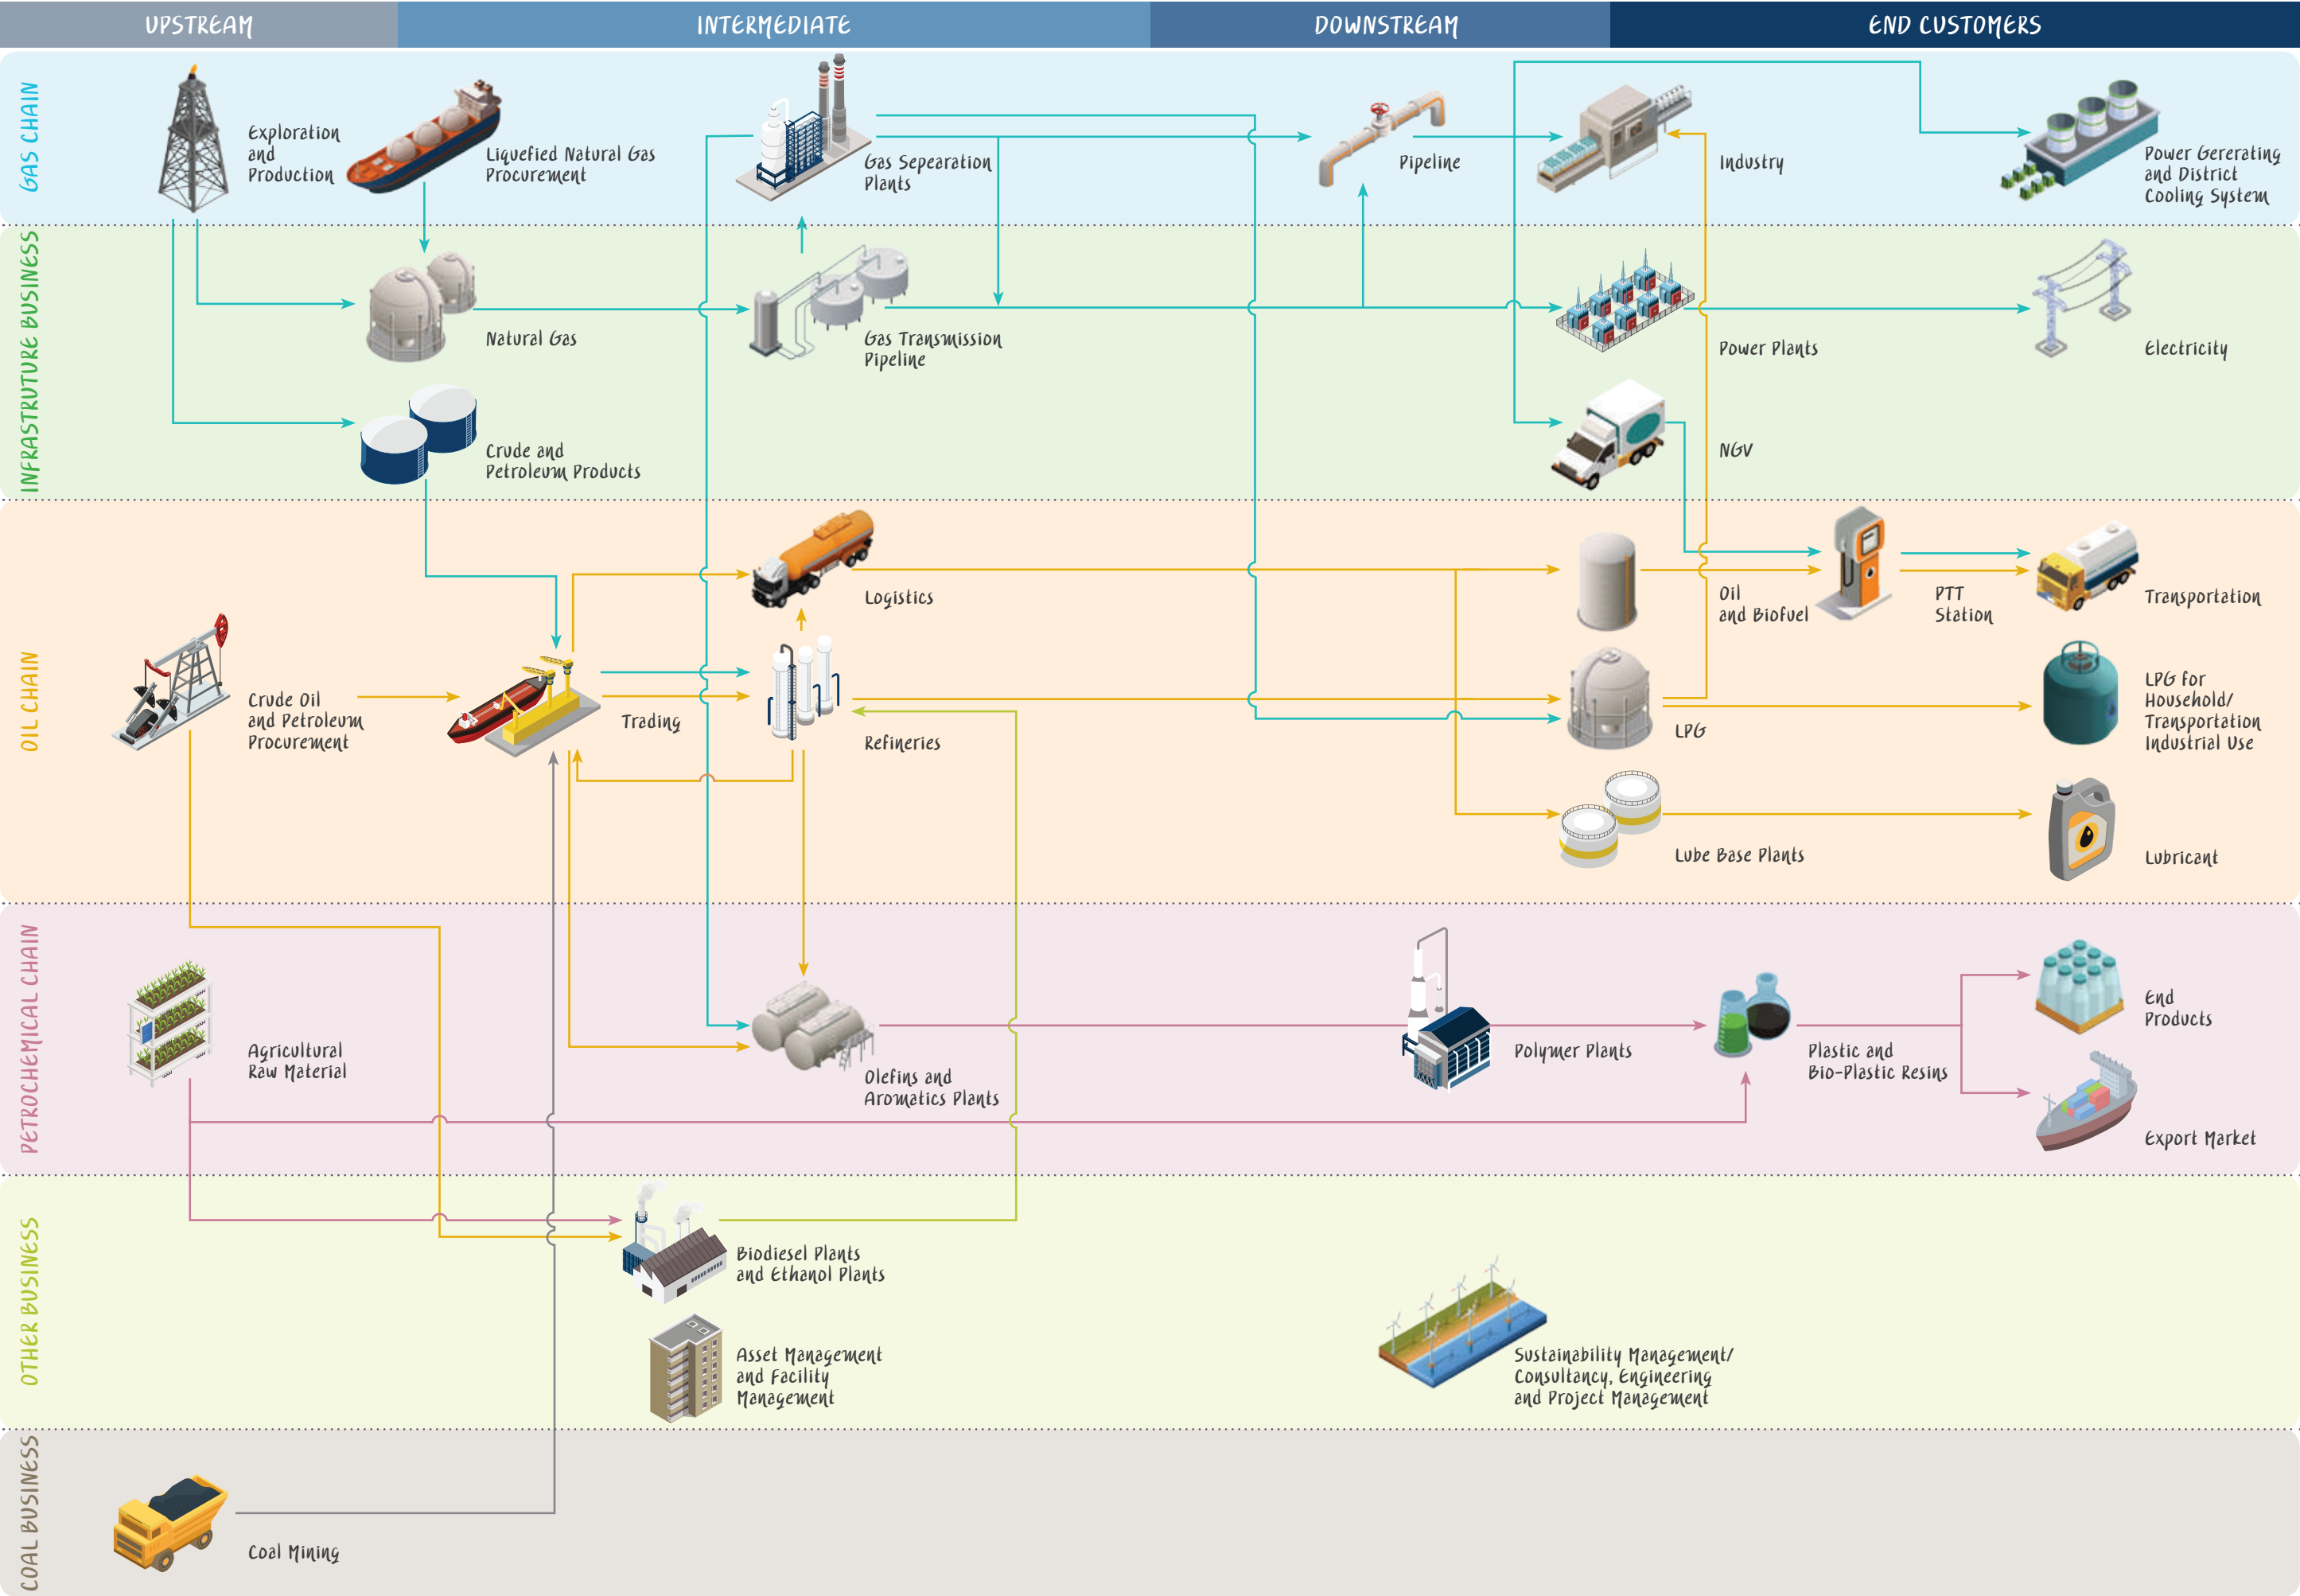 UPSTREAM
INTERMEDIATE
DOWNSTREAM
END CUSTOMERS
GAS CHAIN
Exploration
and
Production
Liquefied Natural Gas
Procurement
Gas Sepearation
Plants
Pipeline
Industry
Power Gererating
and District
Cooling System
INFRASTRUTURE BUSINESS
Natural Gas
Gas Transmission
Pipeline
Power Plants
Electricity
Crude and
Petroleum Products
NGV
OIL CHAIN
Logistics
Oil
and Biofuel
PTT
Station
Transportation
Crude Oil
and Petroleum
Procurement
Trading
Refineries
LPG
LPG for
Household/
Transportation
Industrial Use
Lube Base Plants
Lubricant
PETROCHEMICAL CHAIN
Agricultural
Raw Material
Olefins and
Aromatics Plants
Polymer Plants
Plastic and
Bio-Plastic Resins
End
Products
Export Market
OTHER BUSINESS
Biodiesel Plants
and Ethanol Plants
Asset Management
and Facility
Management
Sustainability Management/
Consultancy, Engineering
and Project Management
COAL BUSINESS
Coal Mining